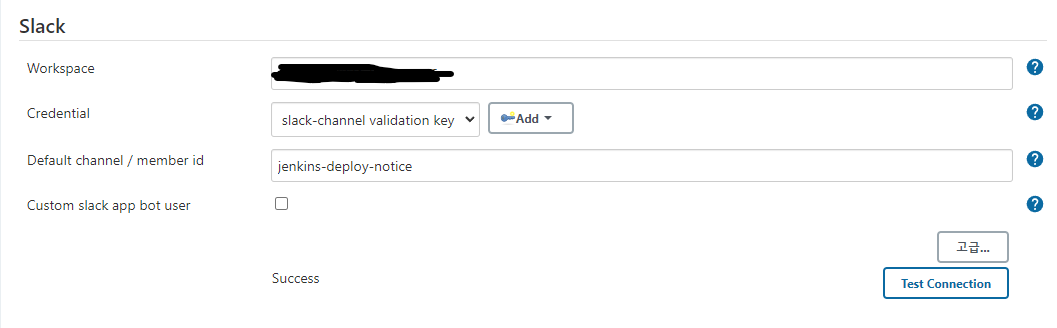 Slack
Workspace
Credential
slack-channel validation key
Add
Default channel / member id
jenkins-deploy-notice
Custom slack app bot user
고급...
Success
Test Connection